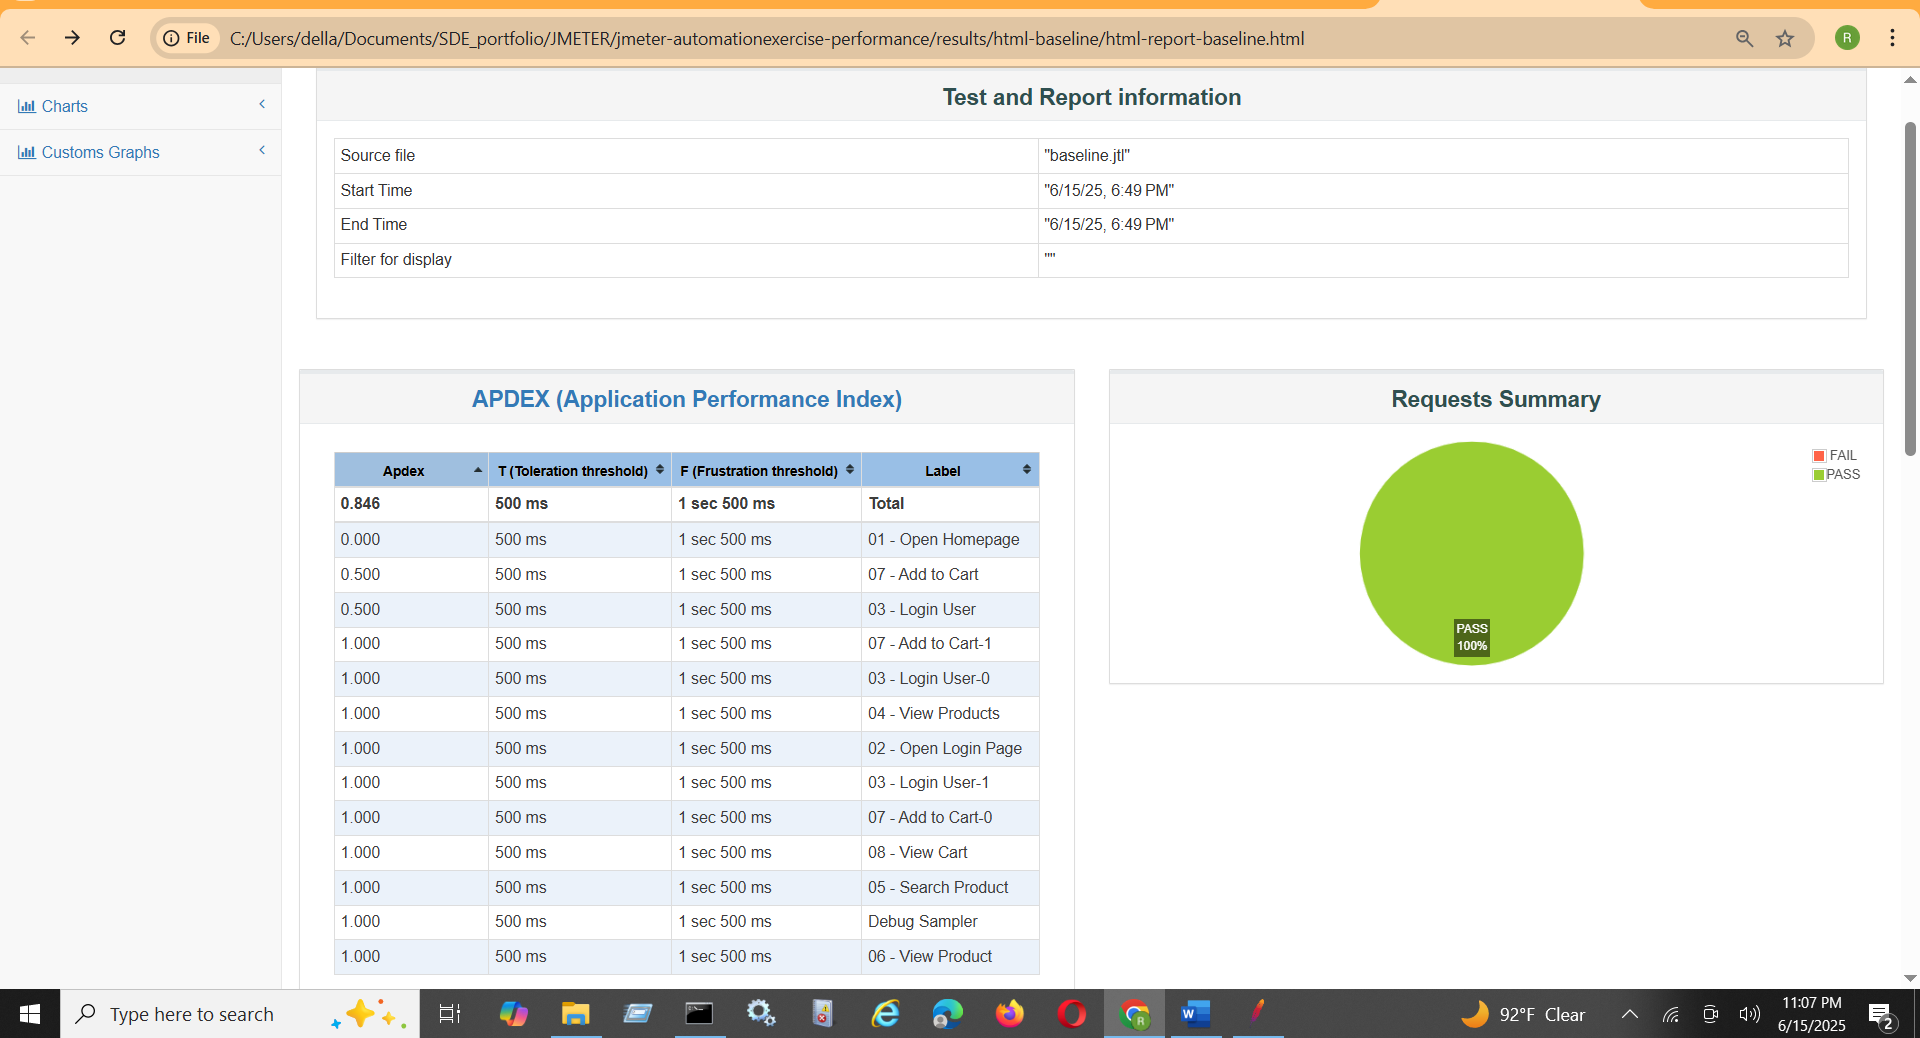 File C:/Users/della/Documents/SDE_portfolio/JMETER/jmeter-automationexercise-performance/results/html-baseline/html-report-baseline.html R
Charts
Customs Graphs
Test and Report information
Source file "baseline.jtl"
Start Time "6/15/25, 6:49 PM"
End Time "6/15/25, 6:49 PM"
Filter for display ""
APDEX (Application Performance Index)
Apdex T (Toleration threshold) F (Frustration threshold) Label
0.846 500 ms 1 sec 500 ms Total
0.000 500 ms 1 sec 500 ms 01 - Open Homepage
0.500 500 ms 1 sec 500 ms 07 - Add to Cart
0.500 500 ms 1 sec 500 ms 03 - Login User
1.000 500 ms 1 sec 500 ms 07 - Add to Cart-1
1.000 500 ms 1 sec 500 ms 03 - Login User-0
1.000 500 ms 1 sec 500 ms 04 - View Products
1.000 500 ms 1 sec 500 ms 02 - Open Login Page
1.000 500 ms 1 sec 500 ms 03 - Login User-1
1.000 500 ms 1 sec 500 ms 07 - Add to Cart-0
1.000 500 ms 1 sec 500 ms 08 - View Cart
1.000 500 ms 1 sec 500 ms 05 - Search Product
1.000 500 ms 1 sec 500 ms Debug Sampler
1.000 500 ms 1 sec 500 ms 06 - View Product
Requests Summary
FAIL
PASS
PASS
100%
Type here to search
R
W
92°F Clear
11:07 PM
6/15/2025
2